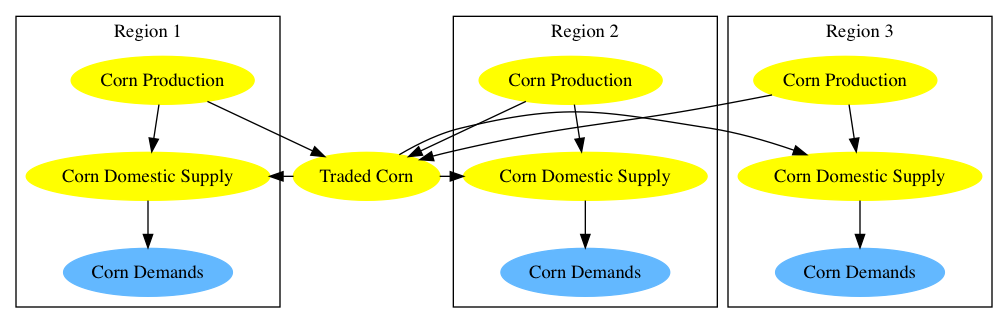 Region 1
Region 2
Region 3
Corn Production
Corn Production
Corn Production
Corn Domestic Supply
Traded Corn
Corn Domestic Supply
Corn Domestic Supply
Corn Demands
Corn Demands
Corn Demands